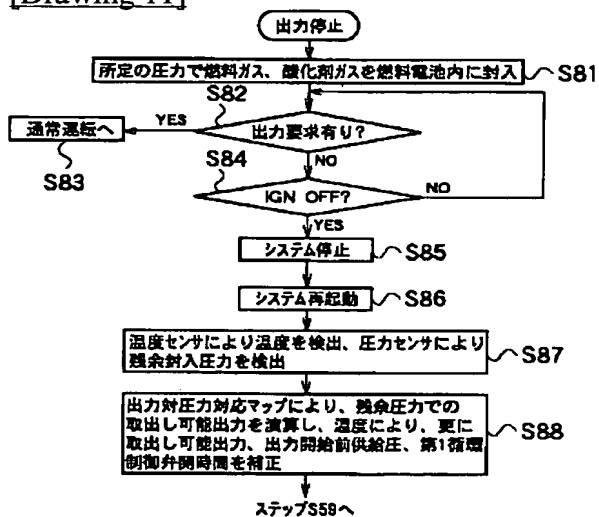 [Drawing 11]
出力停止
所定の圧力で燃料ガス、酸化剤ガスを燃料電池内に封入
S81
S82
出力要求有り?
YES
通常運転へ
S83
NO
S84
IGN OFF?
NO
YES
システム停止
S85
システム再起動
S86
温度センサにより温度を検出、圧力センサにより
残余封入圧力を検出
S87
出力対圧力対応マップにより、残余圧力での
取出し可能出力を演算し、温度により、更に
取出し可能出力、出力開始前供給圧、第1循環
制御弁開時間を補正
S88
ステップS59へ